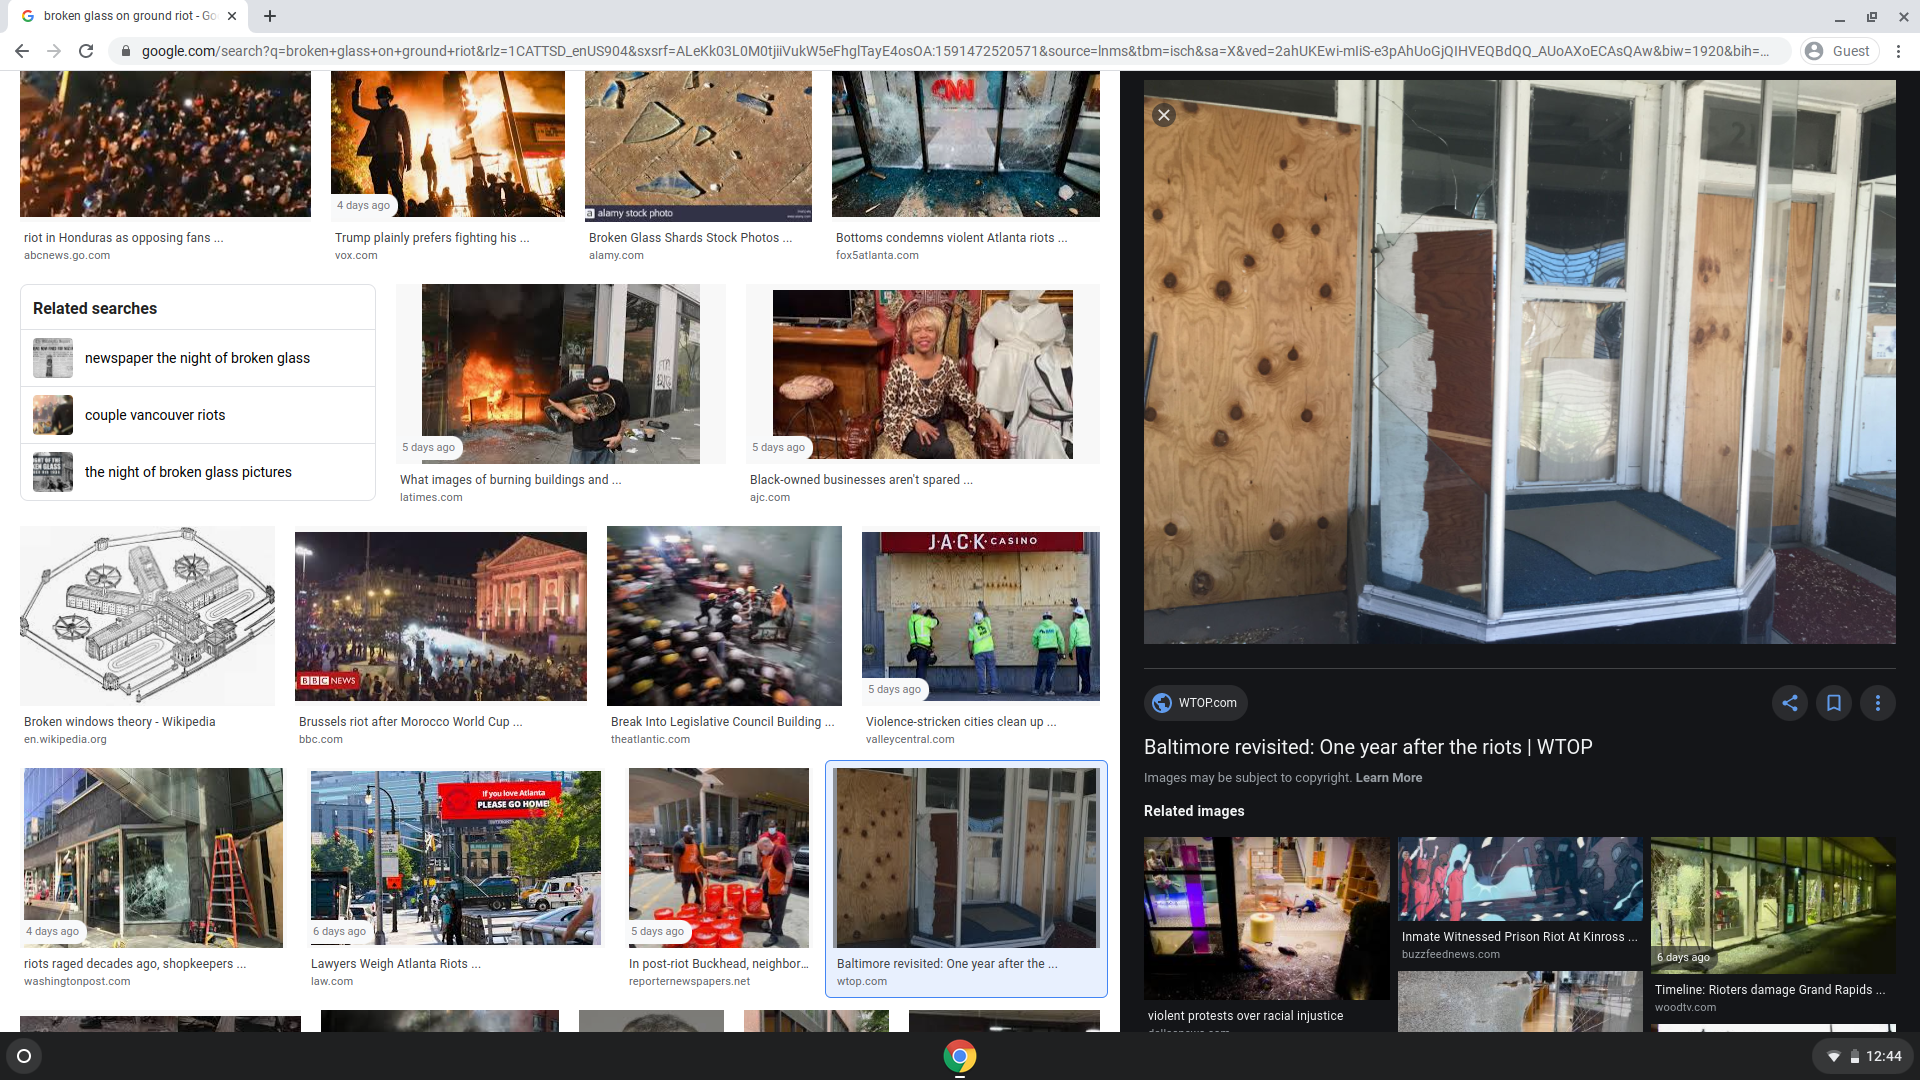 broken glass on ground riot - Go
google.com/search?q=broken+glass+on+ground+riot&rlz=1CATTSD_enUS904&sxsrf=ALeKk03L0M0tjiiVukW5eFhglTayE4osOA:1591472520571&source=lnms&tbm=isch&sa=X&ved=2ahUKEwi-mIiS-e3pAhUoGjQIHVEQBdQQ_AUoAXoECAsQAw&biw=1920&bih=...
Guest
CNN
4 days ago
a alamy stock photo
riot in Honduras as opposing fans ...
abcnews.go.com
Trump plainly prefers fighting his ...
vox.com
Broken Glass Shards Stock Photos ...
alamy.com
Bottoms condemns violent Atlanta riots ...
fox5atlanta.com
Related searches
newspaper the night of broken glass
couple vancouver riots
the night of broken glass pictures
5 days ago
What images of burning buildings and ...
latimes.com
5 days ago
Black-owned businesses aren't spared ...
ajc.com
BBC NEWS
JACK CASINO
5 days ago
Broken windows theory - Wikipedia
en.wikipedia.org
Brussels riot after Morocco World Cup ...
bbc.com
Break Into Legislative Council Building ...
theatlantic.com
Violence-stricken cities clean up ...
valleycentral.com
If you love Atlanta
PLEASE GO HOME!
4 days ago
6 days ago
5 days ago
riots raged decades ago, shopkeepers ...
washingtonpost.com
Lawyers Weigh Atlanta Riots ...
law.com
In post-riot Buckhead, neighbor...
reporternewspapers.net
Baltimore revisited: One year after the ...
wtop.com
WTOP.com
Baltimore revisited: One year after the riots | WTOP
Images may be subject to copyright. Learn More
Related images
violent protests over racial injustice
Inmate Witnessed Prison Riot At Kinross ...
buzzfeednews.com
6 days ago
Timeline: Rioters damage Grand Rapids ...
woodtv.com
12:44